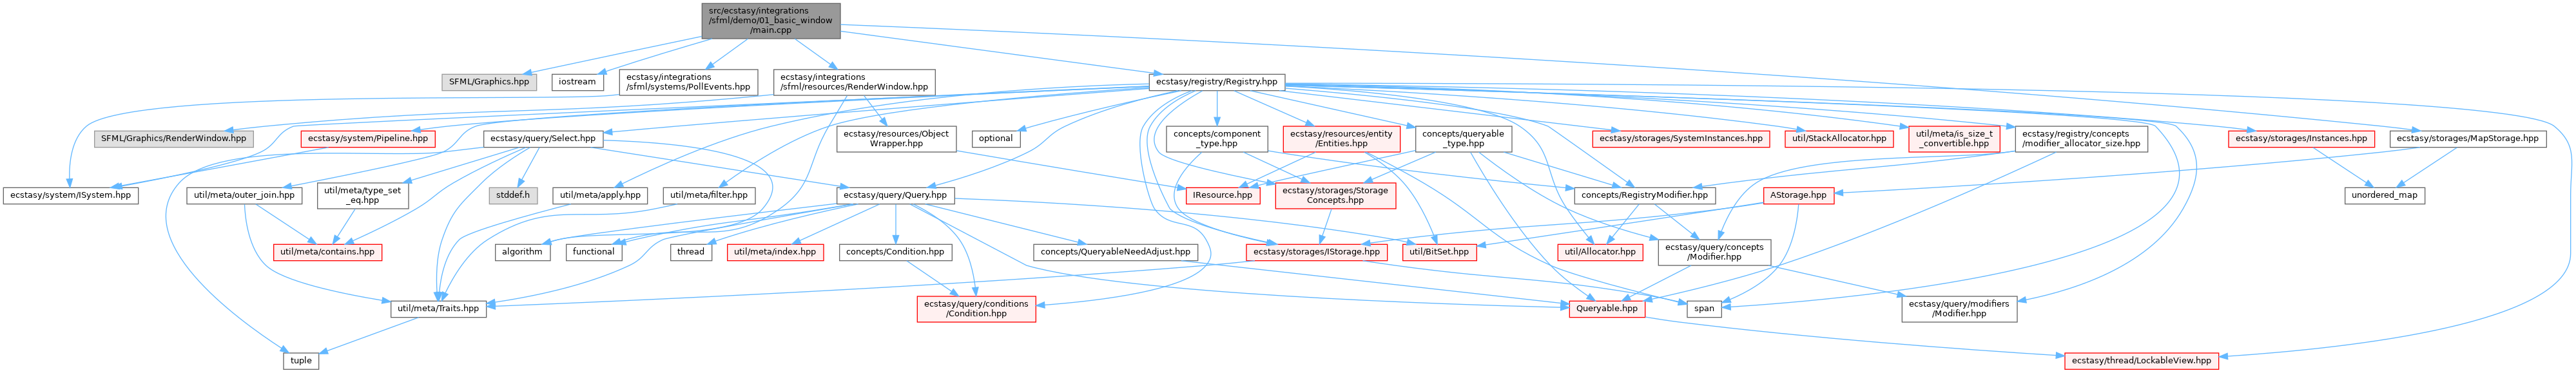 src/ecstasy/integrations
/sfml/demo/01_basic_window
/main.cpp
SFML/Graphics.hpp
iostream
ecstasy/integrations
/sfml/systems/PollEvents.hpp
ecstasy/integrations
/sfml/resources/RenderWindow.hpp
ecstasy/registry/Registry.hpp
SFML/Graphics/RenderWindow.hpp
ecstasy/system/Pipeline.hpp
ecstasy/query/Select.hpp
ecstasy/resources/Object
Wrapper.hpp
optional
concepts/component
_type.hpp
ecstasy/resources/entity
/Entities.hpp
concepts/queryable
_type.hpp
ecstasy/storages/SystemInstances.hpp
util/StackAllocator.hpp
util/meta/is_size_t
_convertible.hpp
ecstasy/registry/concepts
/modifier_allocator_size.hpp
ecstasy/storages/Instances.hpp
ecstasy/storages/MapStorage.hpp
ecstasy/system/ISystem.hpp
util/meta/outer_join.hpp
util/meta/type_set
_eq.hpp
stddef.h
util/meta/apply.hpp
util/meta/filter.hpp
ecstasy/query/Query.hpp
IResource.hpp
ecstasy/storages/Storage
Concepts.hpp
concepts/RegistryModifier.hpp
AStorage.hpp
unordered_map
util/meta/contains.hpp
algorithm
functional
thread
util/meta/index.hpp
concepts/Condition.hpp
concepts/QueryableNeedAdjust.hpp
ecstasy/storages/IStorage.hpp
util/BitSet.hpp
util/Allocator.hpp
ecstasy/query/concepts
/Modifier.hpp
util/meta/Traits.hpp
ecstasy/query/conditions
/Condition.hpp
Queryable.hpp
span
ecstasy/query/modifiers
/Modifier.hpp
tuple
ecstasy/thread/LockableView.hpp